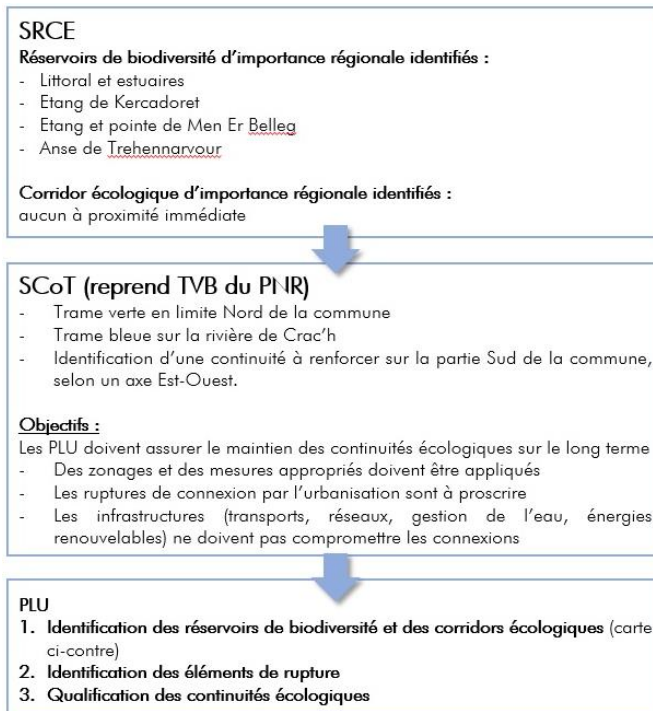 SRCE
Réservoirs de biodiversité d'importance régionale identifiés :
- Littoral et estuaires
- Etang de Kercadoret
- Etang et pointe de Men Er Belleg
- Anse de Trehennarvour
Corridor écologique d'importance régionale identifiés :
aucun à proximité immédiate
SCoT (reprend TVB du PNR)
- Trame verte en limite Nord de la commune
- Trame bleue sur la rivière de Crac'h
- Identification d'une continuité à renforcer sur la partie Sud de la commune,
selon un axe Est-Ouest.
Objectifs :
Les PLU doivent assurer le maintien des continuités écologiques sur le long terme
- Des zonages et des mesures appropriés doivent être appliqués
- Les ruptures de connexion par l'urbanisation sont à proscrire
- Les infrastructures (transports, réseaux, gestion de l'eau, énergies
renouvelables) ne doivent pas compromettre les connexions
PLU
1. Identification des réservoirs de biodiversité et des corridors écologiques (carte
ci-contre)
2. Identification des éléments de rupture
3. Qualification des continuités écologiques